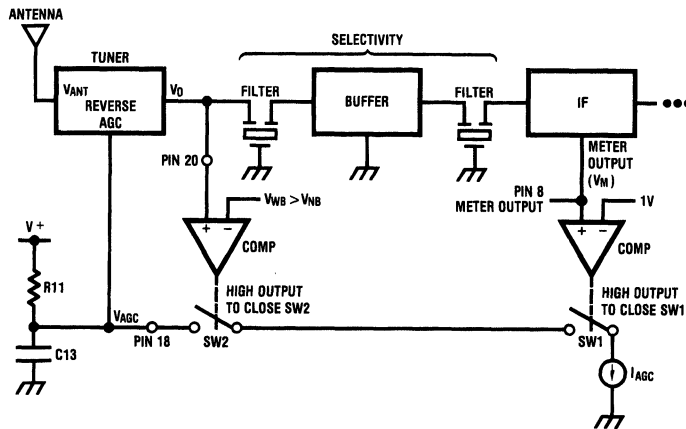 ANTENNA
SELECTIVITY
TUNER
VANT
REVERSE
AGC
VO
FILTER
BUFFER
FILTER
IF
PIN 20
VWB > VNB
COMP
METER
OUTPUT
(VM)
PIN 8
METER OUTPUT
1V
COMP
+ −
+ −
V+
R11
HIGH OUTPUT
TO CLOSE SW2
HIGH OUTPUT
TO CLOSE SW1
VAGC
PIN 18
SW2
SW1
C13
IAGC